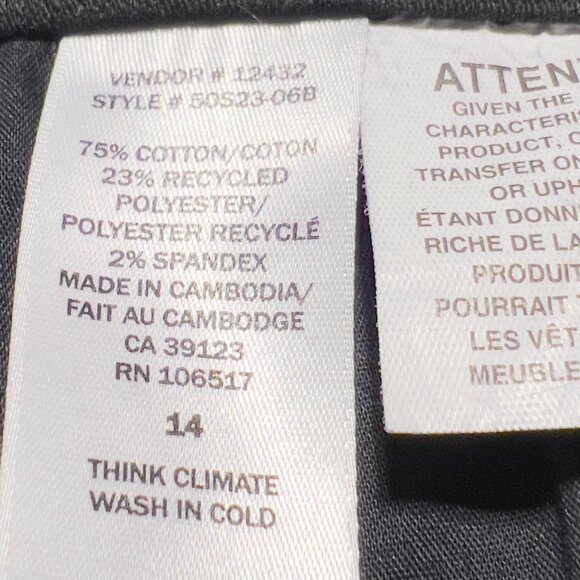 VENDOR # 12432
STYLE # 50S23-06B
75% COTTON/COTON
23% RECYCLED
POLYESTER/
POLYESTER RECYCLÉ
2% SPANDEX
MADE IN CAMBODIA/
FAIT AU CAMBODGE
CA 39123
RN 106517
14
THINK CLIMATE
WASH IN COLD
ATTEN
GIVEN THE
CHARACTERIS
PRODUCT, C
TRANSFER ON
OR UPH
ÉTANT DONN
RICHE DE LA
PRODUIT
POURRAIT
LES VÊT
MEUBLE